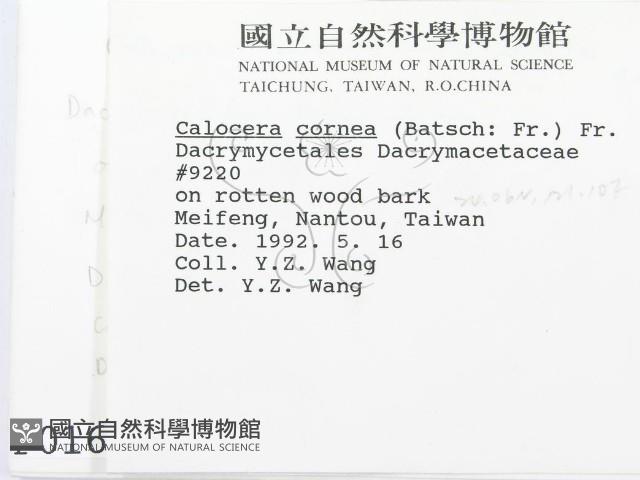 國立自然科學博物館
NATIONAL MUSEUM OF NATURAL SCIENCE
TAICHUNG, TAIWAN, R.O.CHINA
Calocera cornea (Batsch: Fr.) Fr.
Dacrymycetales Dacrymacetaceae
#9220
on rotten wood bark
Meifeng, Nantou, Taiwan
Date. 1992. 5. 16
Coll. Y.Z. Wang
Det. Y.Z. Wang
國立自然科學博物館
NATIONAL MUSEUM OF NATURAL SCIENCE